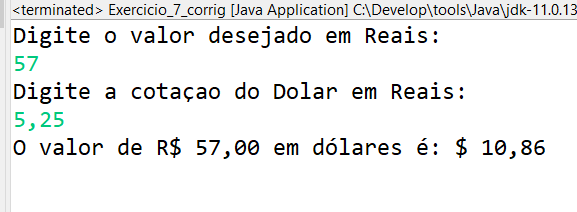 <terminated> Exercicio_7_corrig [Java Application] C:\Develop\tools\Java\jdk-11.0.13
Digite o valor desejado em Reais:
57
Digite a cotaçao do Dolar em Reais:
5,25
O valor de R$ 57,00 em dólares é: $ 10,86